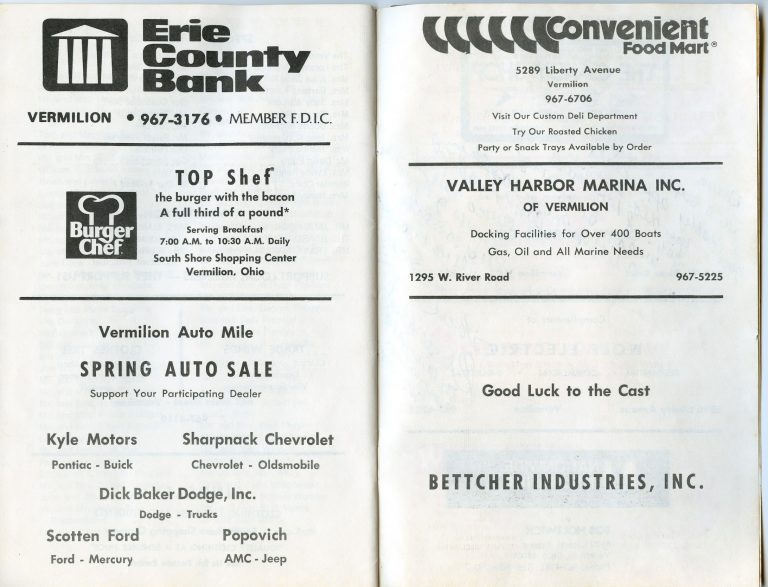 Erie
County
Bank
VERMILION • 967-3176 • MEMBER F.D.I.C.
Burger
Chef
TOP Shef
the burger with the bacon
A full third of a pound*
Serving Breakfast
7:00 A.M. to 10:30 A.M. Daily
South Shore Shopping Center
Vermilion, Ohio
Vermilion Auto Mile
SPRING AUTO SALE
Support Your Participating Dealer
Kyle Motors
Pontiac - Buick
Sharpnack Chevrolet
Chevrolet - Oldsmobile
Dick Baker Dodge, Inc.
Dodge - Trucks
Scotten Ford
Ford - Mercury
Popovich
AMC - Jeep
Convenient
Food Mart®
5289 Liberty Avenue
Vermilion
967-6706
Visit Our Custom Deli Department
Try Our Roasted Chicken
Party or Snack Trays Available by Order
VALLEY HARBOR MARINA INC.
OF VERMILION
Docking Facilities for Over 400 Boats
Gas, Oil and All Marine Needs
1295 W. River Road 967-5225
Good Luck to the Cast
BETTCHER INDUSTRIES, INC.